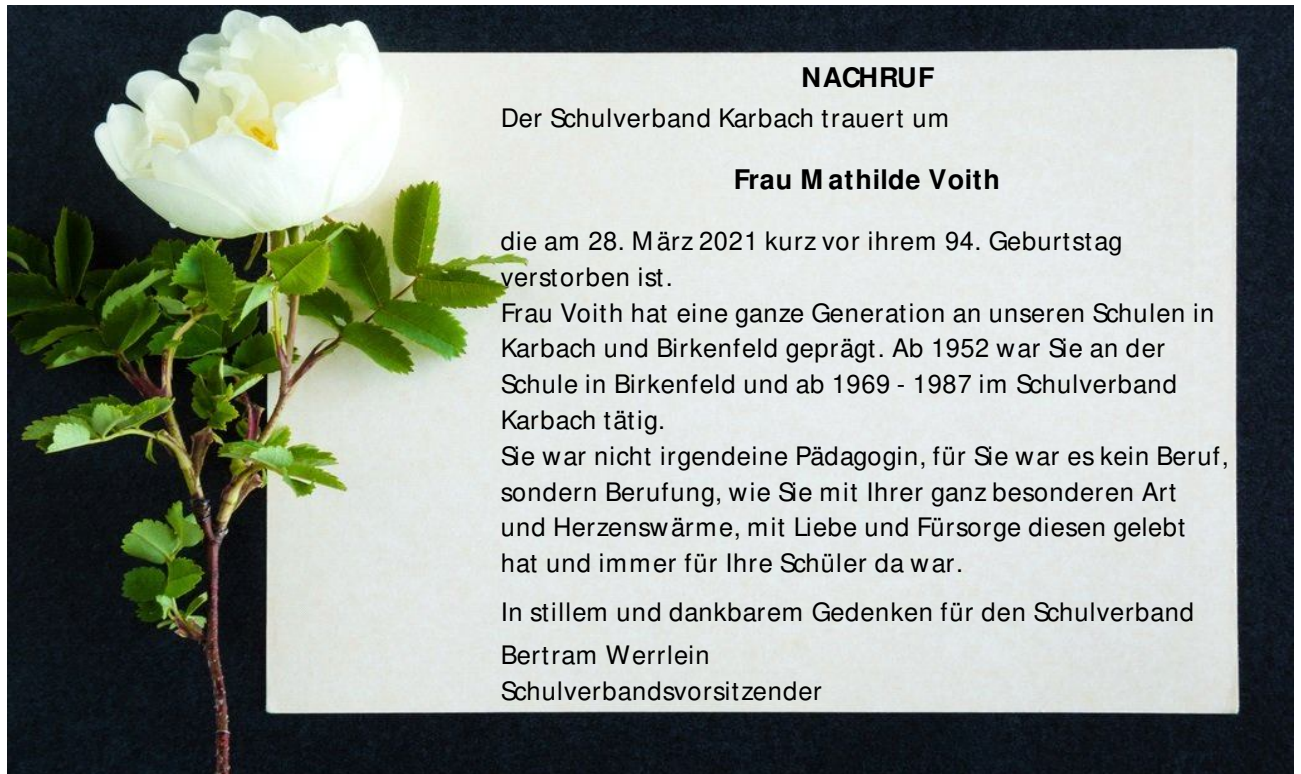 NACHRUF
Der Schulverband Karbach trauert um
Frau Mathilde Voith
die am 28. März 2021 kurz vor ihrem 94. Geburtstag
verstorben ist.
Frau Voith hat eine ganze Generation an unseren Schulen in
Karbach und Birkenfeld geprägt. Ab 1952 war Sie an der
Schule in Birkenfeld und ab 1969 - 1987 im Schulverband
Karbach tätig.
Sie war nicht irgendeine Pädagogin, für Sie war es kein Beruf,
sondern Berufung, wie Sie mit Ihrer ganz besonderen Art
und Herzenswärme, mit Liebe und Fürsorge diesen gelebt
hat und immer für Ihre Schüler da war.
In stillem und dankbarem Gedenken für den Schulverband
Bertram Werrlein
Schulverbandsvorsitzender